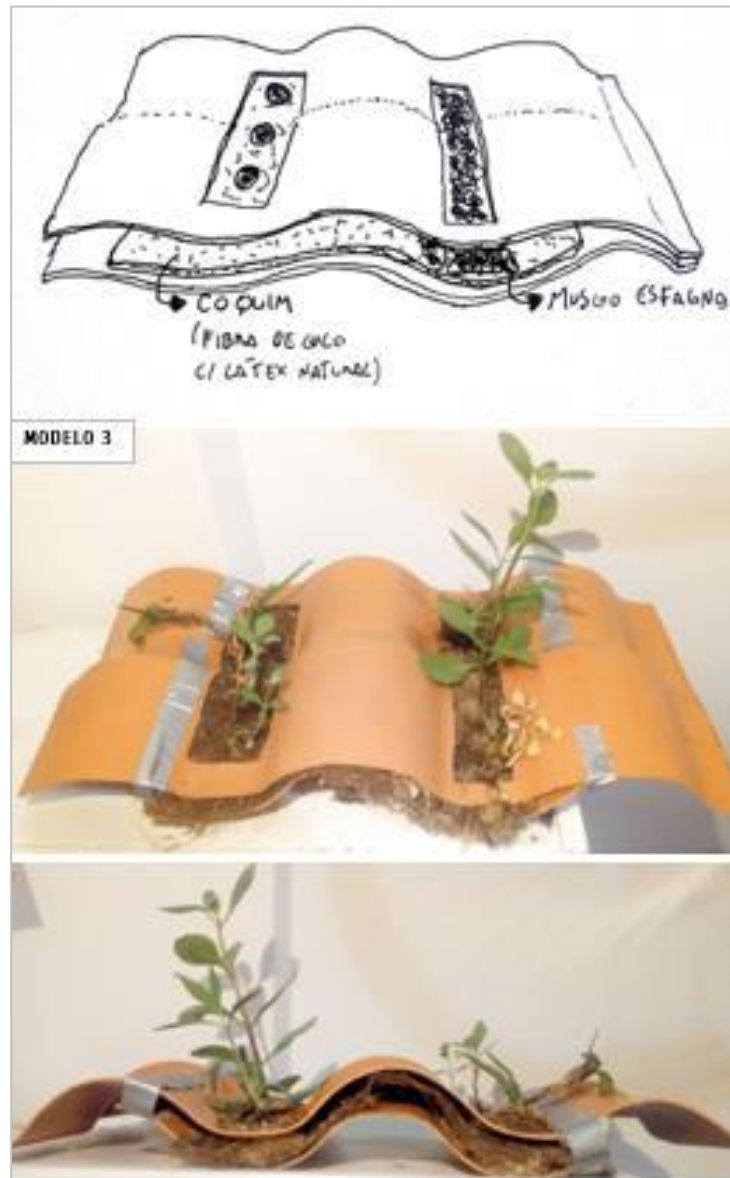 COQUIM
(FIBRA DE COCO
C/ LÁTEX NATURAL)
MUSGO ESFAGNO
MODELO 3